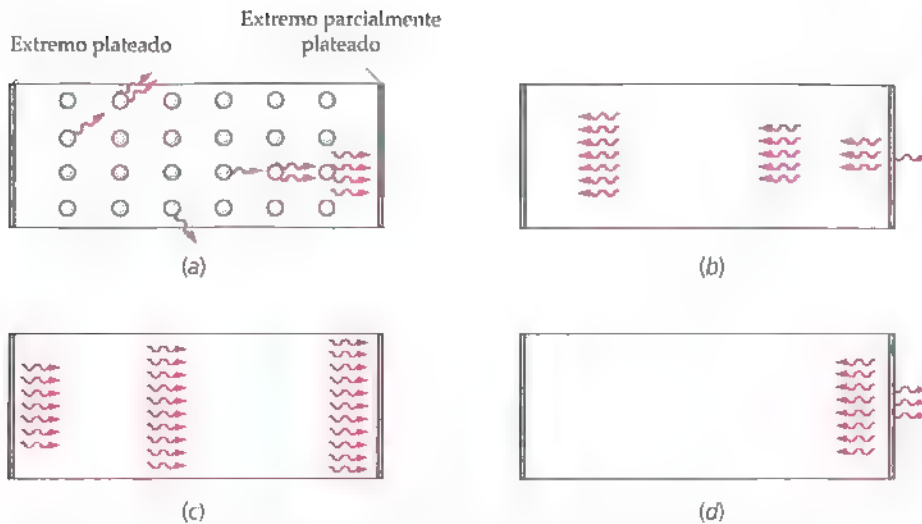 Extremo plateado
Extremo parcialmente
plateado
(a)
(b)
(c)
(d)